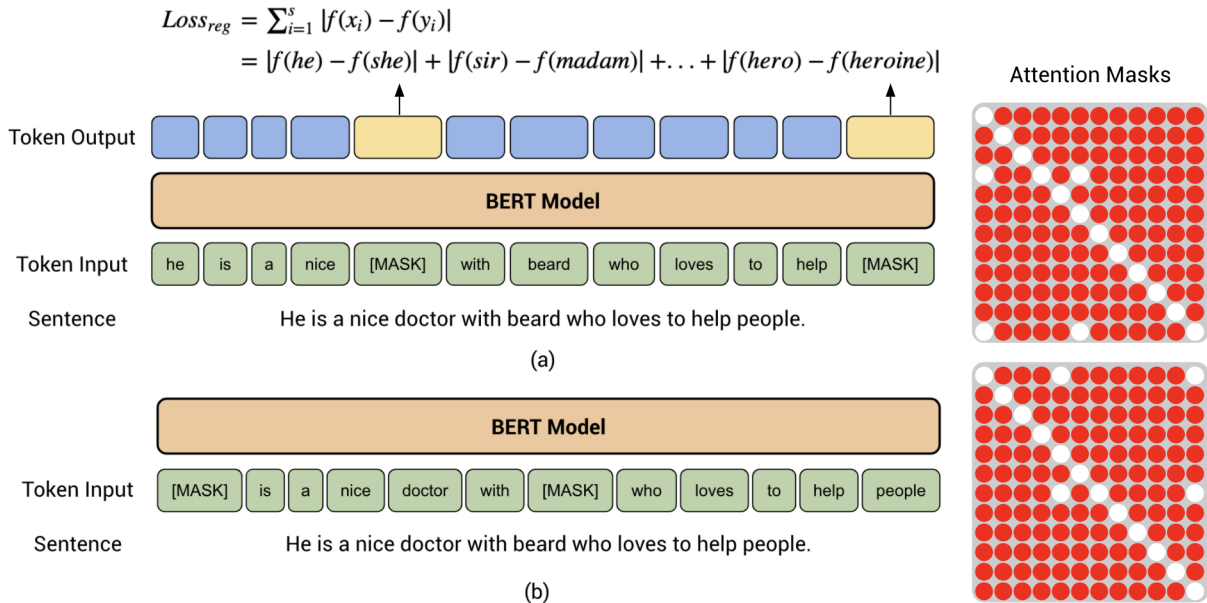 Loss_reg = ∑_{i=1}^{s} |f(x_i) − f(y_i)|
= |f(he) − f(she)| + |f(sir) − f(madam)| +. . . + |f(hero) − f(heroine)|
Attention Masks
Token Output
BERT Model
Token Input he is a nice [MASK] with beard who loves to help [MASK]
Sentence He is a nice doctor with beard who loves to help people.
(a)
BERT Model
Token Input [MASK] is a nice doctor with [MASK] who loves to help people
Sentence He is a nice doctor with beard who loves to help people.
(b)